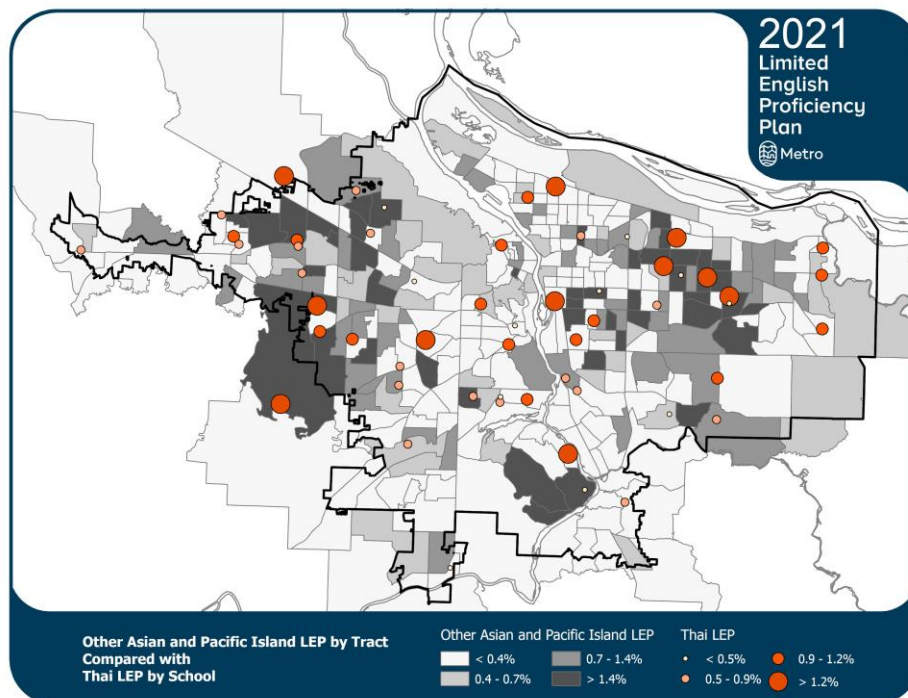 2021
Limited
English
Proficiency
Plan
Metro
Other Asian and Pacific Island LEP by Tract
Compared with
Thai LEP by School
Other Asian and Pacific Island LEP
< 0.4%
0.4 - 0.7%
0.7 - 1.4%
> 1.4%
Thai LEP
< 0.5%
0.5 - 0.9%
0.9 - 1.2%
> 1.2%